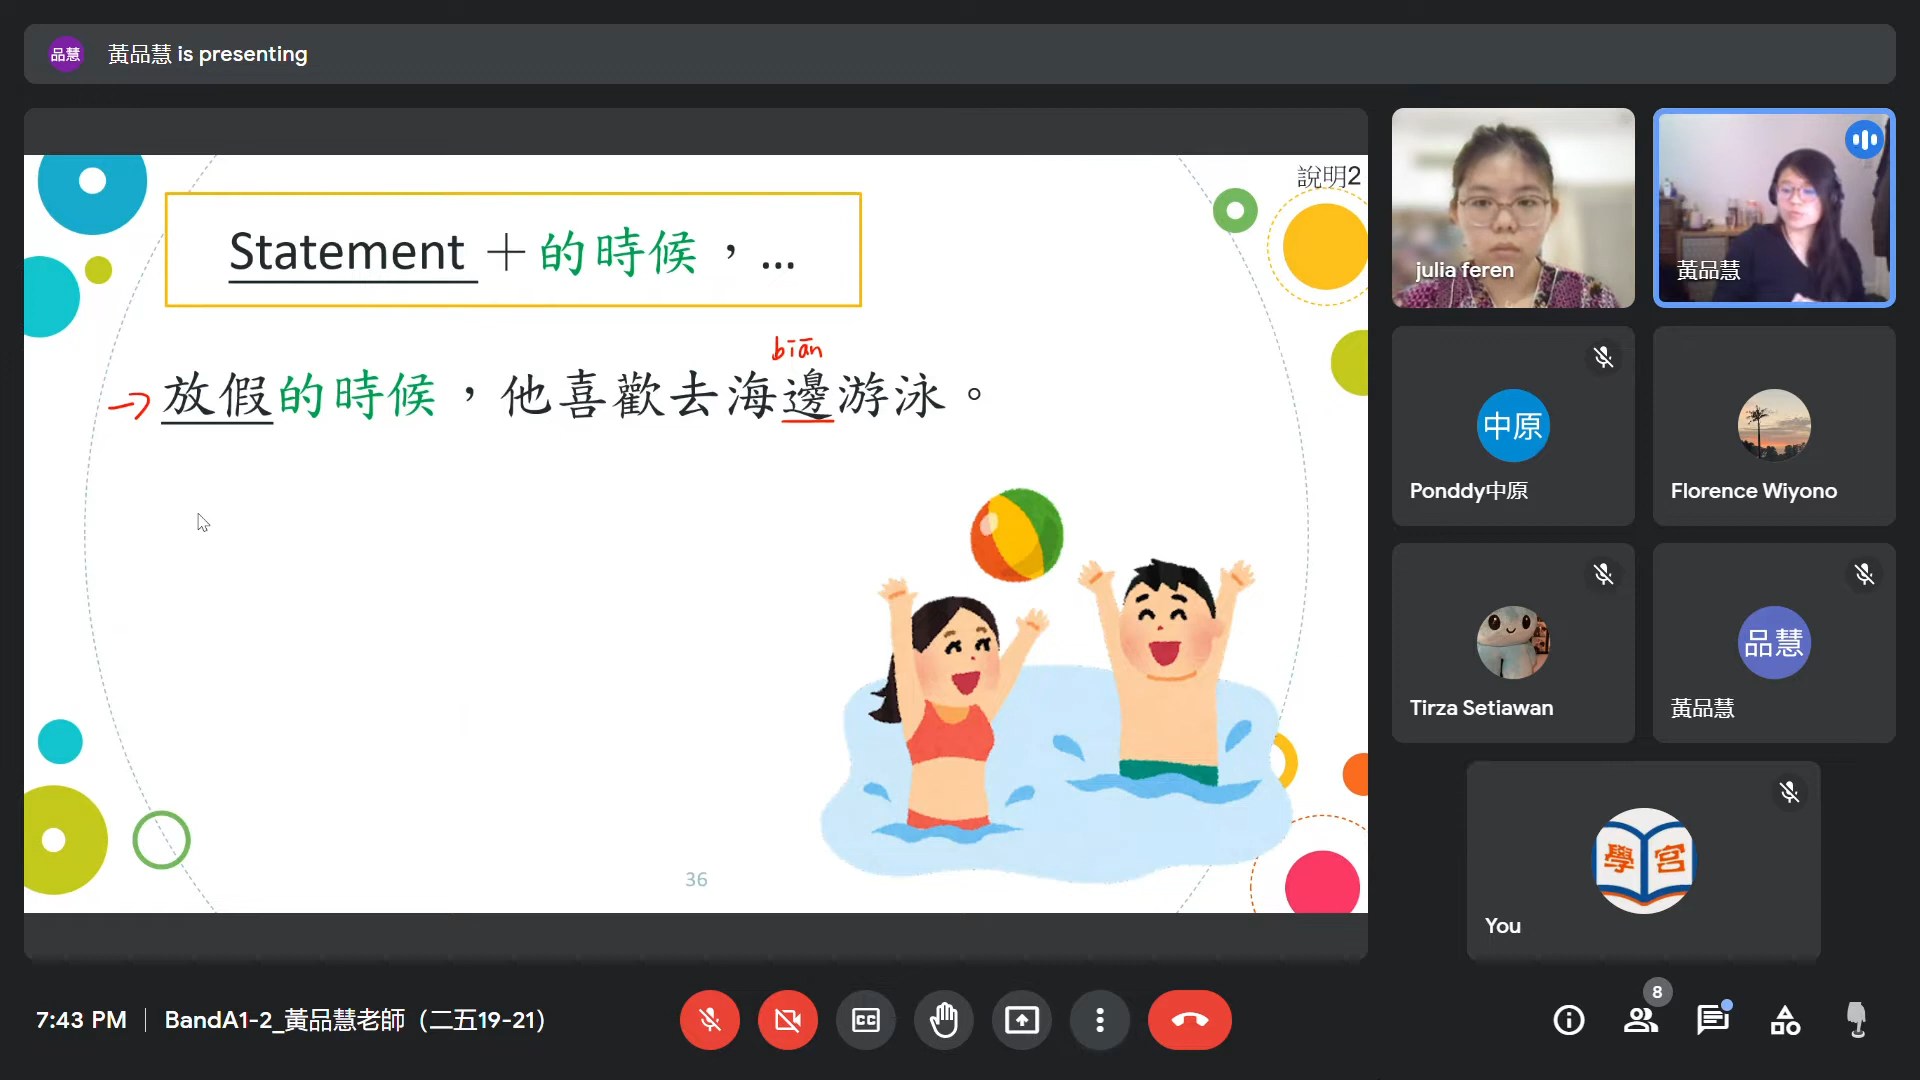 品慧 黃品慧 is presenting
說明2
Statement ＋的時候，...
biān
放假的時候，他喜歡去海邊游泳。
36
julia feren
黃品慧
中原
Ponddy中原
Florence Wiyono
Tirza Setiawan
品慧
黃品慧
學宮
You
7:43 PM | BandA1-2_黃品慧老師（二五19-21）
CC
8